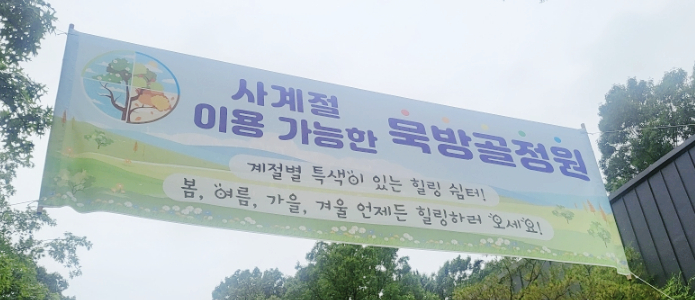 사계절
이용 가능한 묵방골정원
계절별 특색이 있는 힐링 쉼터!
봄, 여름, 가을, 겨울 언제든 힐링하러 오세요!